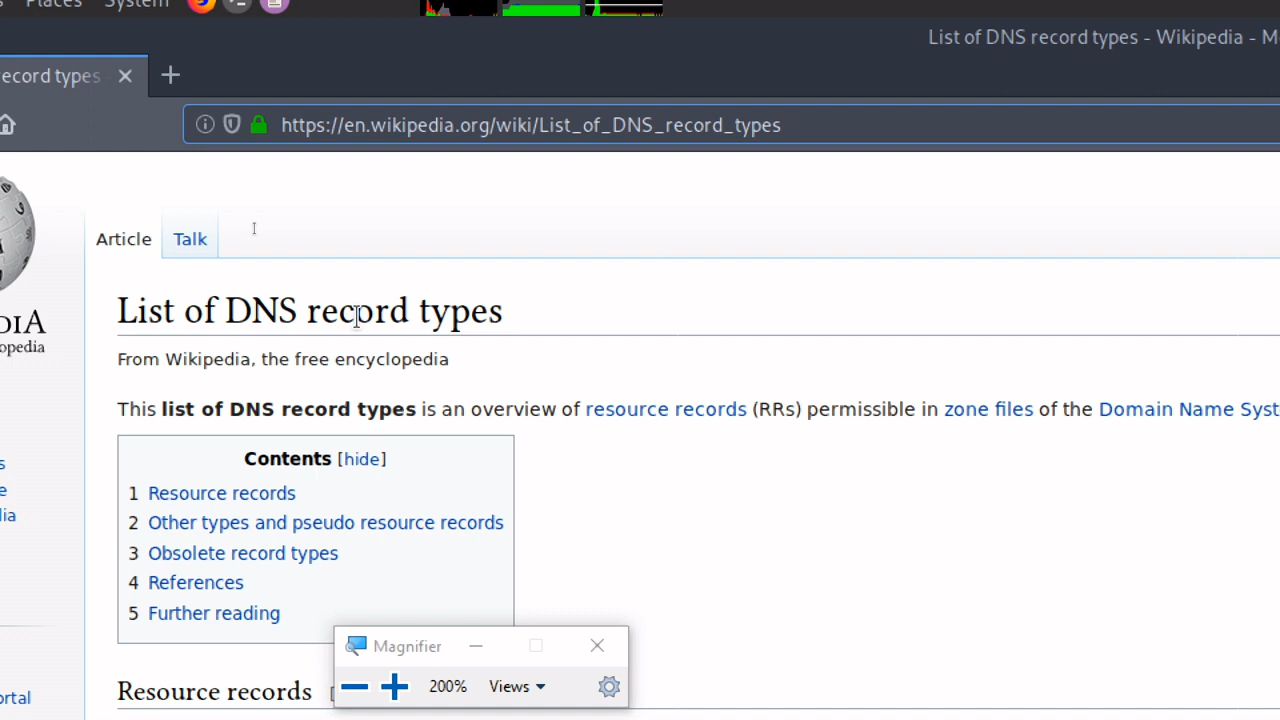 Places System
List of DNS record types - Wikipedia - M
record types
https://en.wikipedia.org/wiki/List_of_DNS_record_types
Article Talk
List of DNS record types
From Wikipedia, the free encyclopedia
This list of DNS record types is an overview of resource records (RRs) permissible in zone files of the Domain Name Syst
Contents [hide]
1 Resource records
2 Other types and pseudo resource records
3 Obsolete record types
4 References
5 Further reading
Magnifier
200% Views
Resource records [